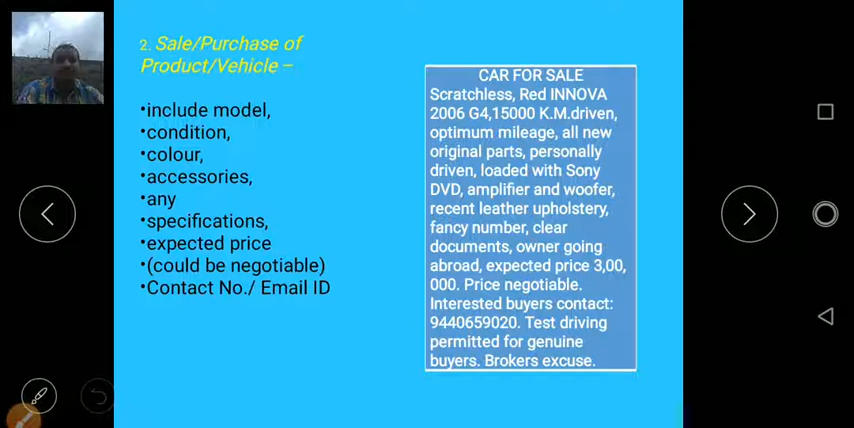 2. Sale/Purchase of
Product/Vehicle –
•include model,
•condition,
•colour,
•accessories,
•any
•specifications,
•expected price
•(could be negotiable)
•Contact No./ Email ID
CAR FOR SALE
Scratchless, Red INNOVA
2006 G4,15000 K.M.driven,
optimum mileage, all new
original parts, personally
driven, loaded with Sony
DVD, amplifier and woofer,
recent leather upholstery,
fancy number, clear
documents, owner going
abroad, expected price 3,00,
000. Price negotiable.
Interested buyers contact:
9440659020. Test driving
permitted for genuine
buyers. Brokers excuse.